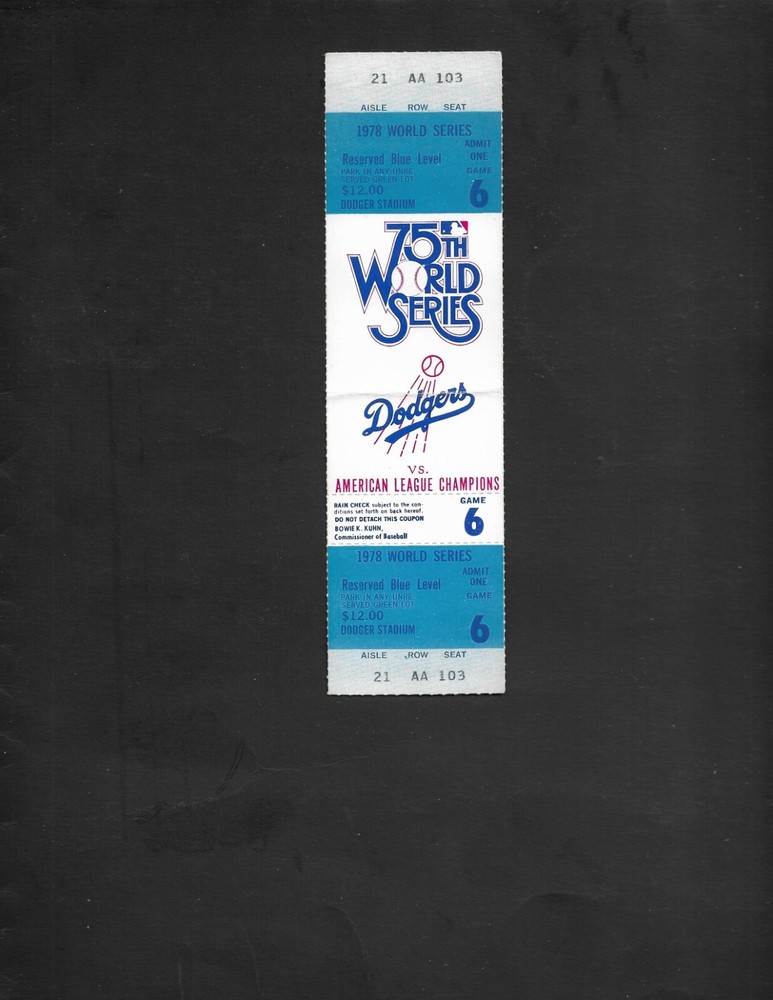 21 AA 103
AISLE ROW SEAT
1978 WORLD SERIES
ADMIT
ONE
Reserved Blue Level
PARK IN ANY UNRE-
SERVED GREEN LOT
GAME
6
$12.00
DODGER STADIUM
75TH
WORLD
SERIES
Dodgers
VS.
AMERICAN LEAGUE CHAMPIONS
RAIN CHECK subject to the con-
ditions set forth on back hereof.
DO NOT DETACH THIS COUPON
BOWIE K. KUHN,
Commissioner of Baseball
GAME
6
1978 WORLD SERIES
ADMIT
ONE
Reserved Blue Level
PARK IN ANY UNRE-
SERVED GREEN LOT
GAME
6
$12.00
DODGER STADIUM
AISLE ROW SEAT
21 AA 103